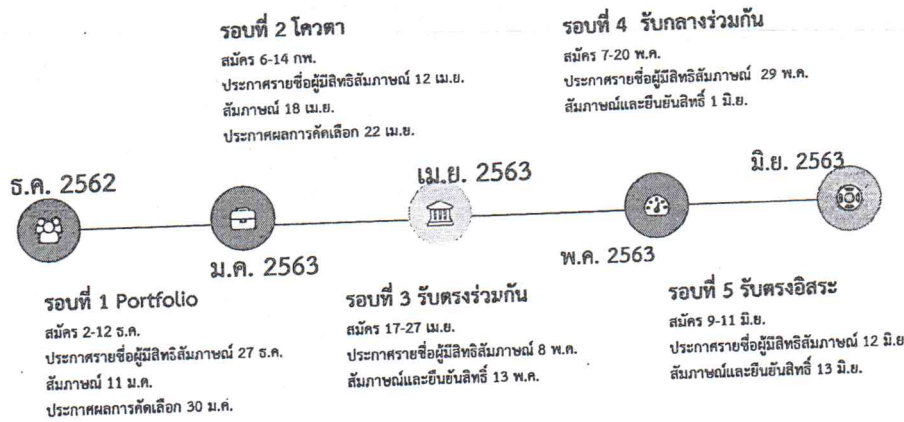 รอบที่ 2 โควตา
สมัคร 6-14 กพ.
ประกาศรายชื่อผู้มีสิทธิสัมภาษณ์ 12 เม.ย.
สัมภาษณ์ 18 เม.ย.
ประกาศผลการคัดเลือก 22 เม.ย.
รอบที่ 4 รับกลางร่วมกัน
สมัคร 7-20 พ.ค.
ประกาศรายชื่อผู้มีสิทธิสัมภาษณ์ 29 พ.ค.
สัมภาษณ์และยืนยันสิทธิ์ 1 มิ.ย.
ธ.ค. 2562
ม.ค. 2563
เม.ย. 2563
พ.ค. 2563
มิ.ย. 2563
รอบที่ 1 Portfolio
สมัคร 2-12 ธ.ค.
ประกาศรายชื่อผู้มีสิทธิสัมภาษณ์ 27 ธ.ค.
สัมภาษณ์ 11 ม.ค.
ประกาศผลการคัดเลือก 30 ม.ค.
รอบที่ 3 รับตรงร่วมกัน
สมัคร 17-27 เม.ย.
ประกาศรายชื่อผู้มีสิทธิสัมภาษณ์ 8 พ.ค.
สัมภาษณ์และยืนยันสิทธิ์ 13 พ.ค.
รอบที่ 5 รับตรงอิสระ
สมัคร 9-11 มิ.ย.
ประกาศรายชื่อผู้มีสิทธิสัมภาษณ์ 12 มิ.ย
สัมภาษณ์และยืนยันสิทธิ์ 13 มิ.ย.